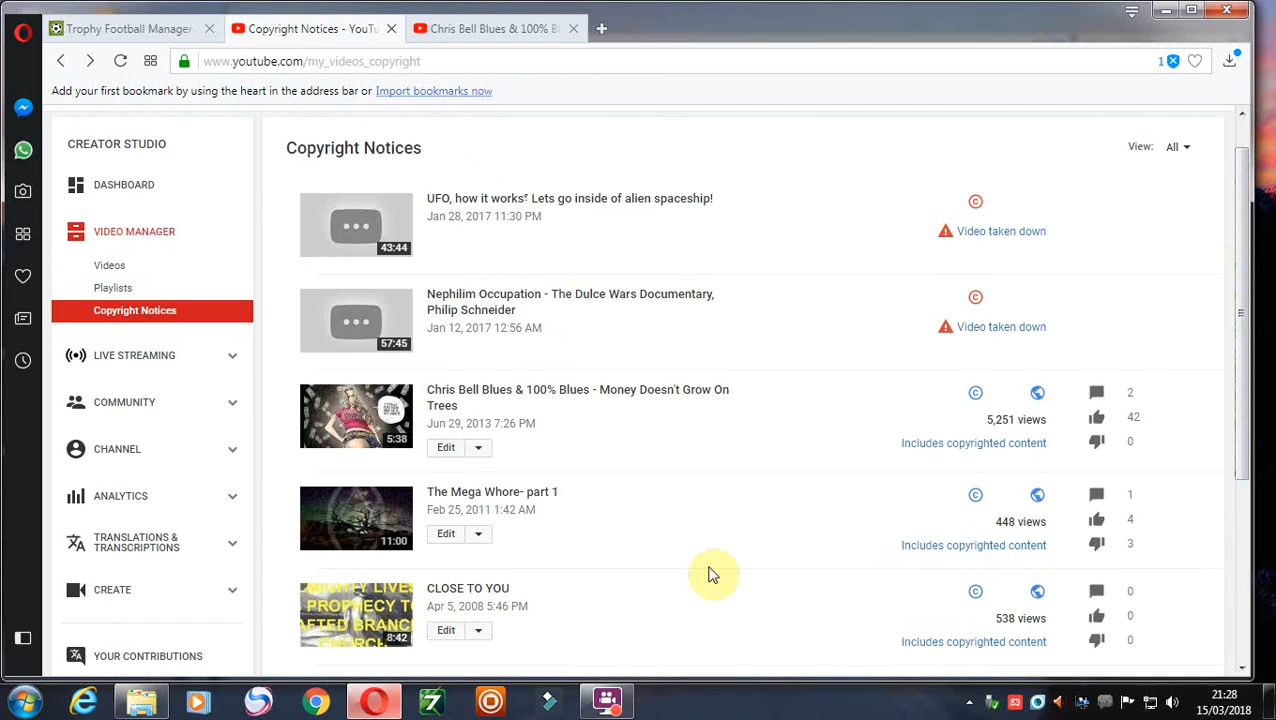 Trophy Football Manager
Copyright Notices - YouTu
Chris Bell Blues & 100% B
www.youtube.com/my_videos_copyright
1
Add your first bookmark by using the heart in the address bar or Import bookmarks now
CREATOR STUDIO
DASHBOARD
VIDEO MANAGER
Videos
Playlists
Copyright Notices
LIVE STREAMING
COMMUNITY
CHANNEL
ANALYTICS
TRANSLATIONS &
TRANSCRIPTIONS
CREATE
YOUR CONTRIBUTIONS
Copyright Notices
View: All
43:44
UFO, how it works" Lets go inside of alien spaceship!
Jan 28, 2017 11:30 PM
Video taken down
57:45
Nephilim Occupation - The Dulce Wars Documentary,
Philip Schneider
Jan 12, 2017 12:56 AM
Video taken down
5:38
Chris Bell Blues & 100% Blues - Money Doesn't Grow On
Trees
Jun 29, 2013 7:26 PM
Edit
5,251 views
Includes copyrighted content
2
42
0
11:00
The Mega Whore- part 1
Feb 25, 2011 1:42 AM
Edit
448 views
Includes copyrighted content
1
4
3
MIGHTY LIVES
PROPHECY TO
AFTED BRANC
CHURCH
8:42
CLOSE TO YOU
Apr 5, 2008 5:46 PM
Edit
538 views
Includes copyrighted content
0
0
0
21:28
15/03/2018